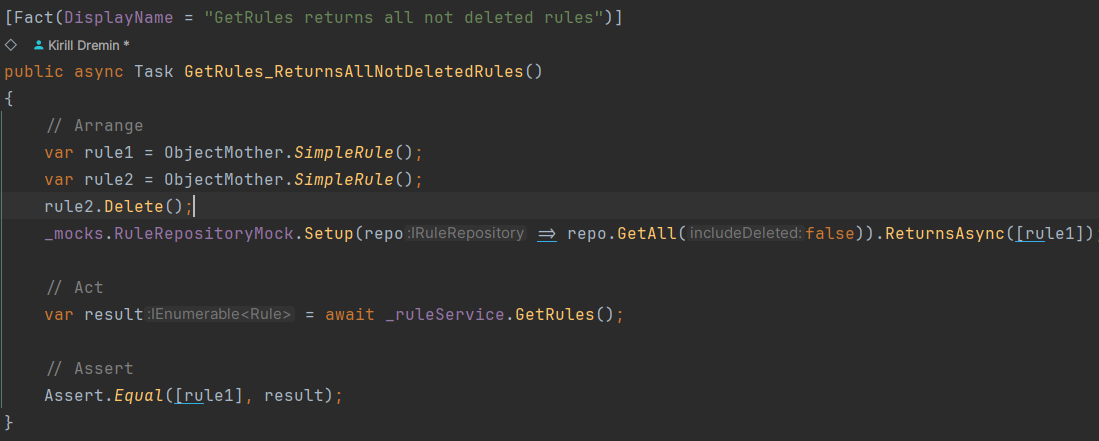 [Fact(DisplayName = "GetRules returns all not deleted rules")]
Kirill Dremin *
public async Task GetRules_ReturnsAllNotDeletedRules()
{
// Arrange
var rule1 = ObjectMother.SimpleRule();
var rule2 = ObjectMother.SimpleRule();
rule2.Delete();
_mocks.RuleRepositoryMock.Setup(repo :IRuleRepository => repo.GetAll( includeDeleted: false)).ReturnsAsync([rule1])
// Act
var result :IEnumerable<Rule> = await _ruleService.GetRules();
// Assert
Assert.Equal([rule1], result);
}